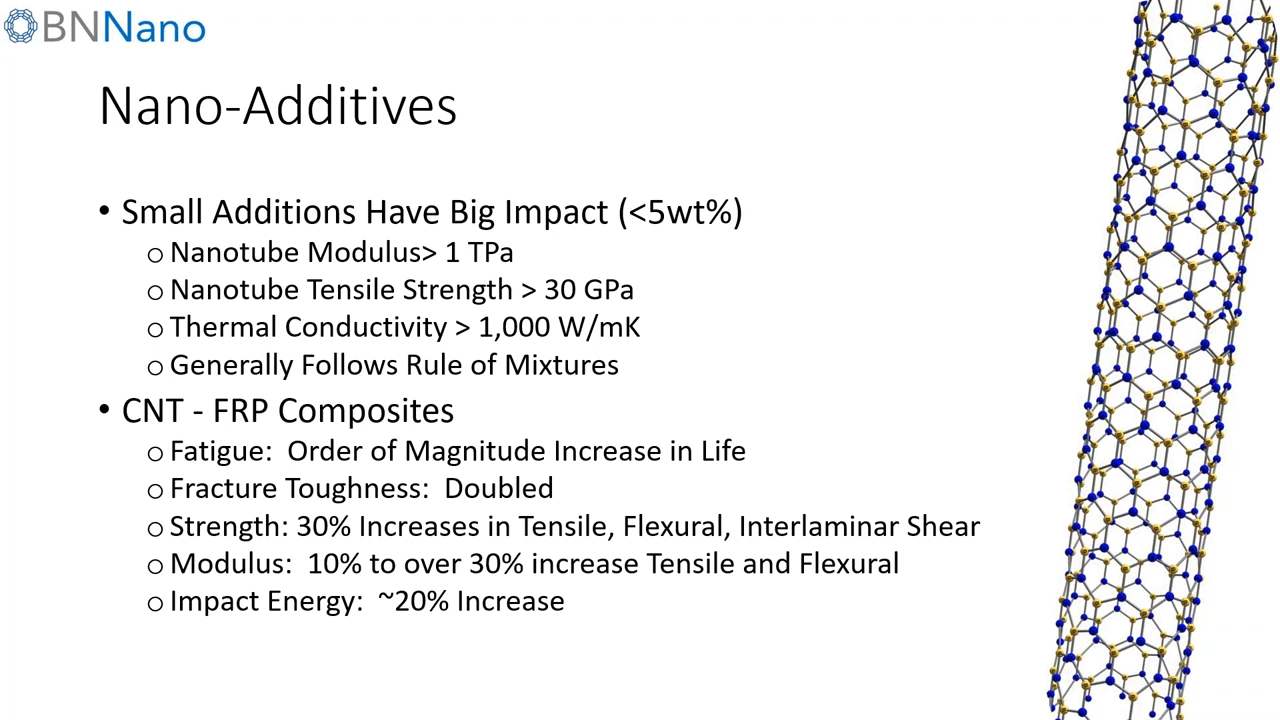 BNNano
Nano-Additives
• Small Additions Have Big Impact (<5wt%)
o Nanotube Modulus> 1 TPa
o Nanotube Tensile Strength > 30 GPa
o Thermal Conductivity > 1,000 W/mK
o Generally Follows Rule of Mixtures
• CNT - FRP Composites
o Fatigue:  Order of Magnitude Increase in Life
o Fracture Toughness:  Doubled
o Strength: 30% Increases in Tensile, Flexural, Interlaminar Shear
o Modulus:  10% to over 30% increase Tensile and Flexural
o Impact Energy:  ~20% Increase